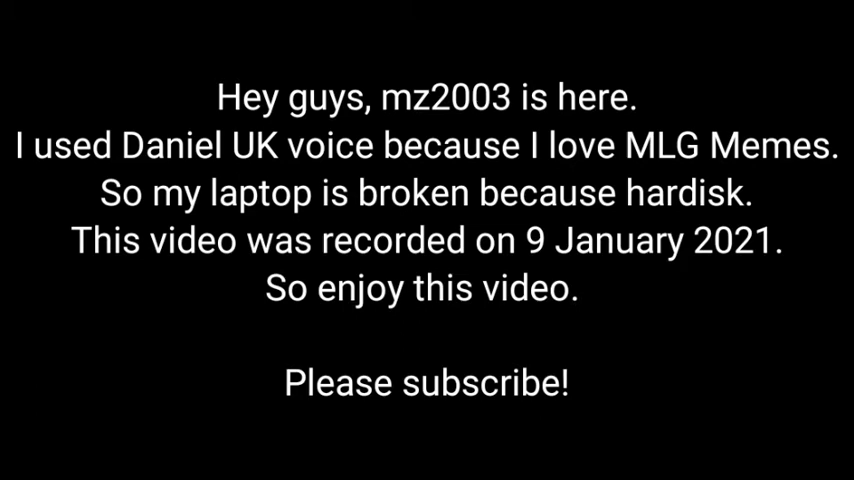 Hey guys, mz2003 is here.
I used Daniel UK voice because I love MLG Memes.
So my laptop is broken because hardisk.
This video was recorded on 9 January 2021.
So enjoy this video.
Please subscribe!